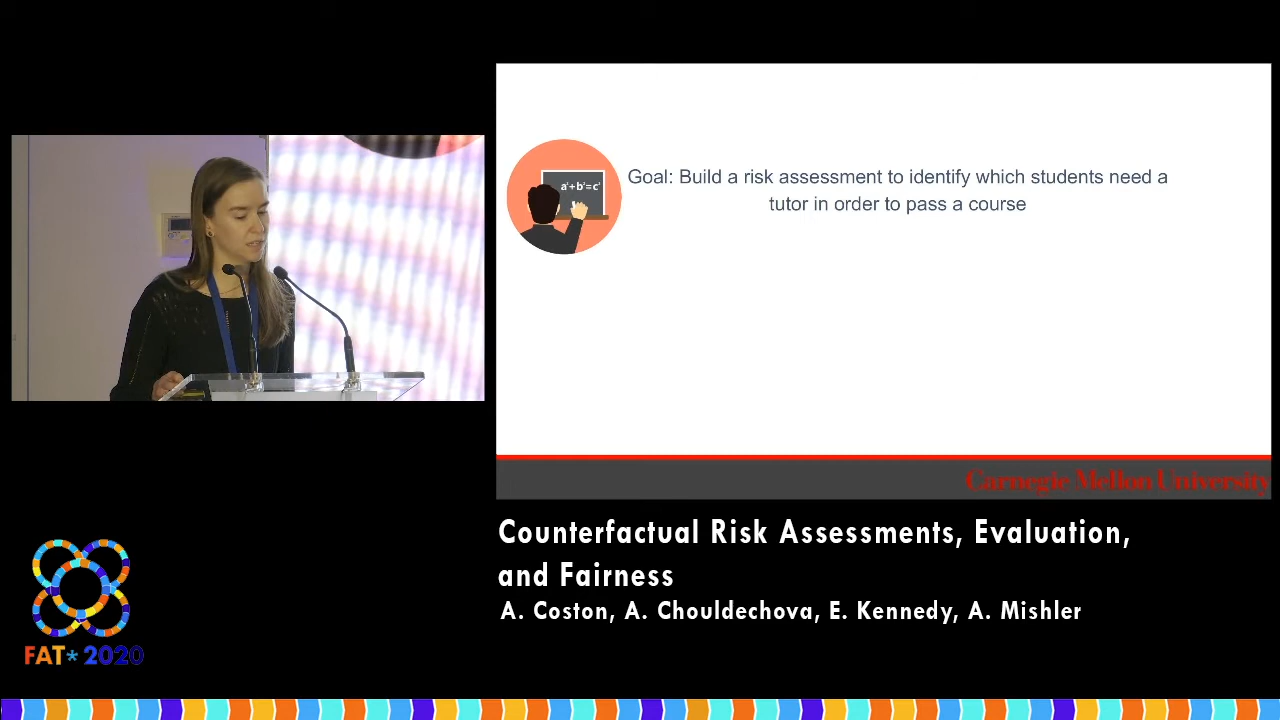 Goal: Build a risk assessment to identify which students need a
tutor in order to pass a course
a²+b²=c²
Carnegie Mellon University
Counterfactual Risk Assessments, Evaluation,
and Fairness
A. Coston, A. Chouldechova, E. Kennedy, A. Mishler
FAT* 2020